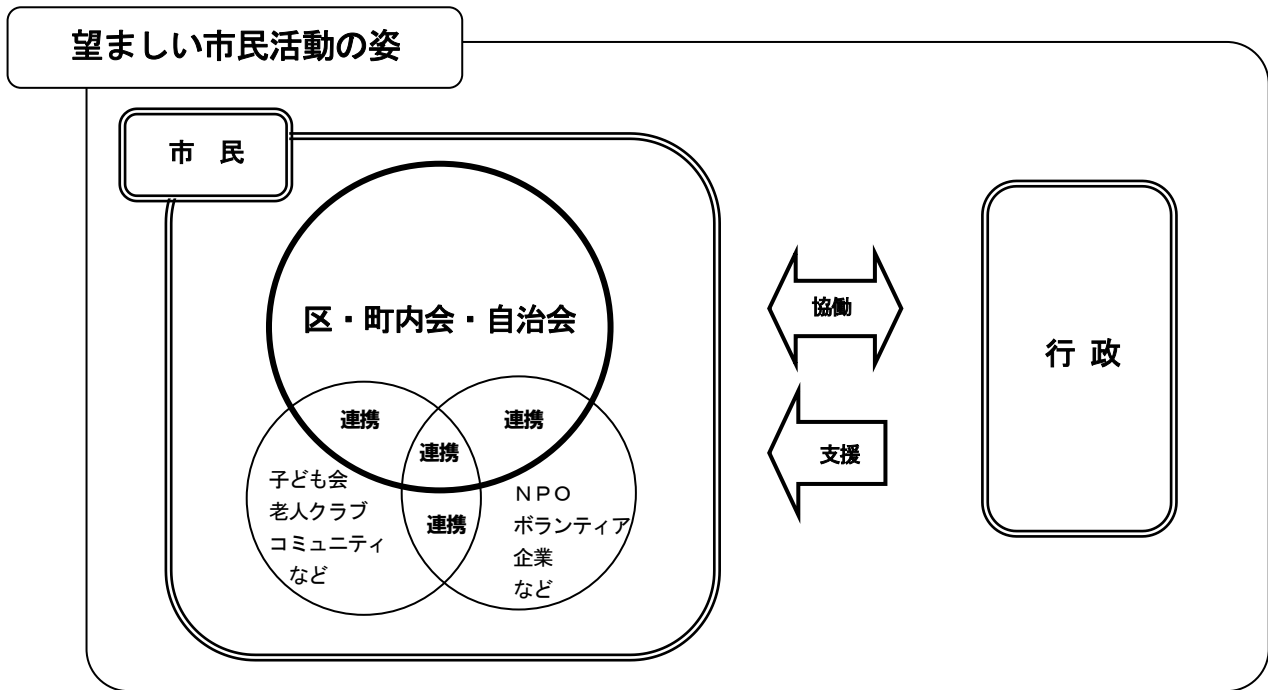 望ましい市民活動の姿
市 民
区・町内会・自治会
連携
連携
連携
連携
子ども会
老人クラブ
コミュニティ
など
NPO
ボランティア
企業
など
協働
支援
行 政